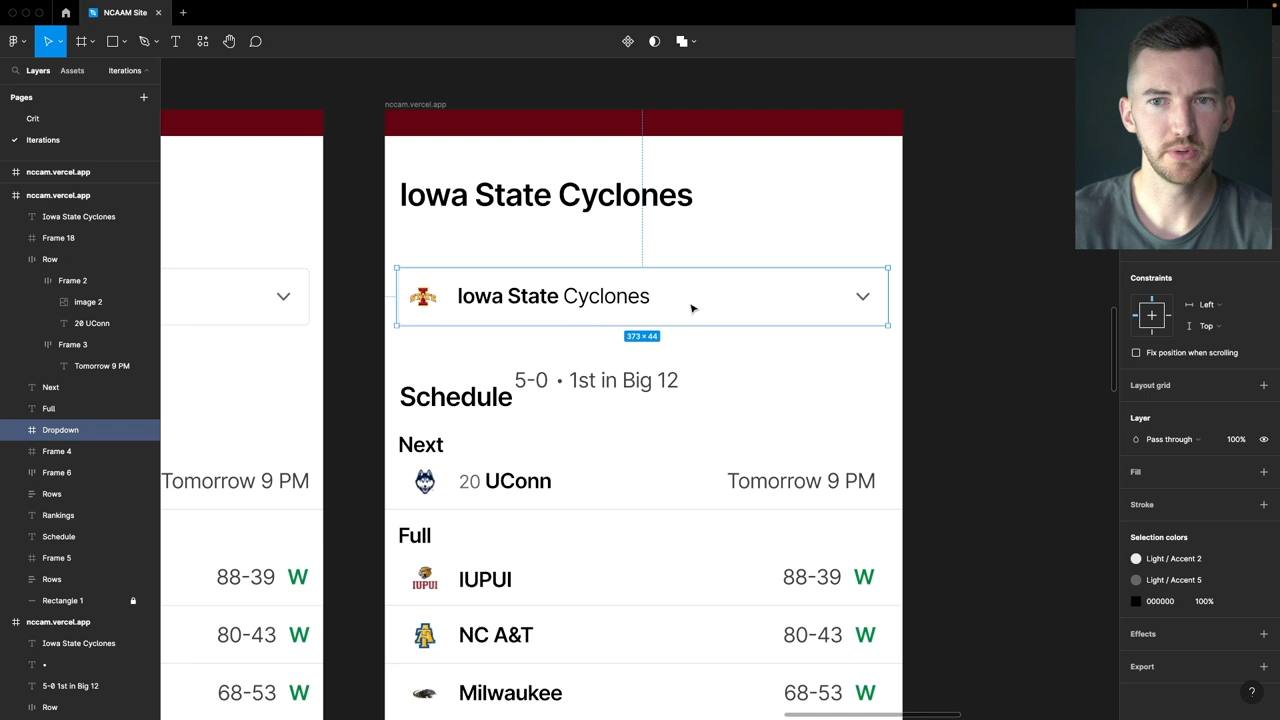 NCAAM Site
Layers
Assets
Iterations
Pages
Crit
Iterations
nccam.vercel.app
nccam.vercel.app
Iowa State Cyclones
Frame 18
Row
Frame 2
image 2
20 UConn
Frame 3
Tomorrow 9 PM
Next
Full
Dropdown
Frame 4
Frame 6
Rows
Rankings
Schedule
Frame 5
Rows
Rectangle 1
nccam.vercel.app
Iowa State Cyclones
•
5-0 1st in Big 12
Row
Tomorrow 9 PM
88-39 W
80-43 W
68-53 W
nccam.vercel.app
Iowa State Cyclones
Iowa State Cyclones
373 × 44
5-0 • 1st in Big 12
Schedule
Next
20 UConn Tomorrow 9 PM
Full
IUPUI IUPUI 88-39 W
NC A&T 80-43 W
Milwaukee 68-53 W
Constraints
Left
Top
Fix position when scrolling
Layout grid
Layer
Pass through 100%
Fill
Stroke
Selection colors
Light / Accent 2
Light / Accent 5
000000 100%
Effects
Export
?